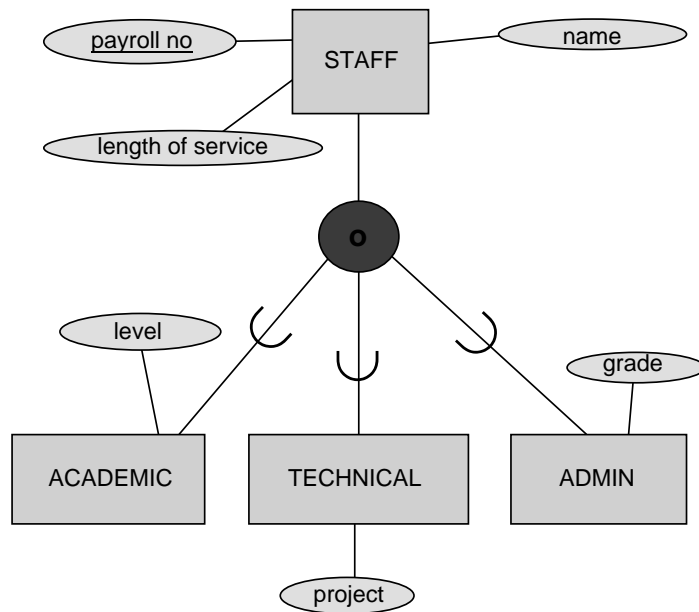 payroll no
STAFF
name
length of service
o
level
grade
ACADEMIC
TECHNICAL
ADMIN
project